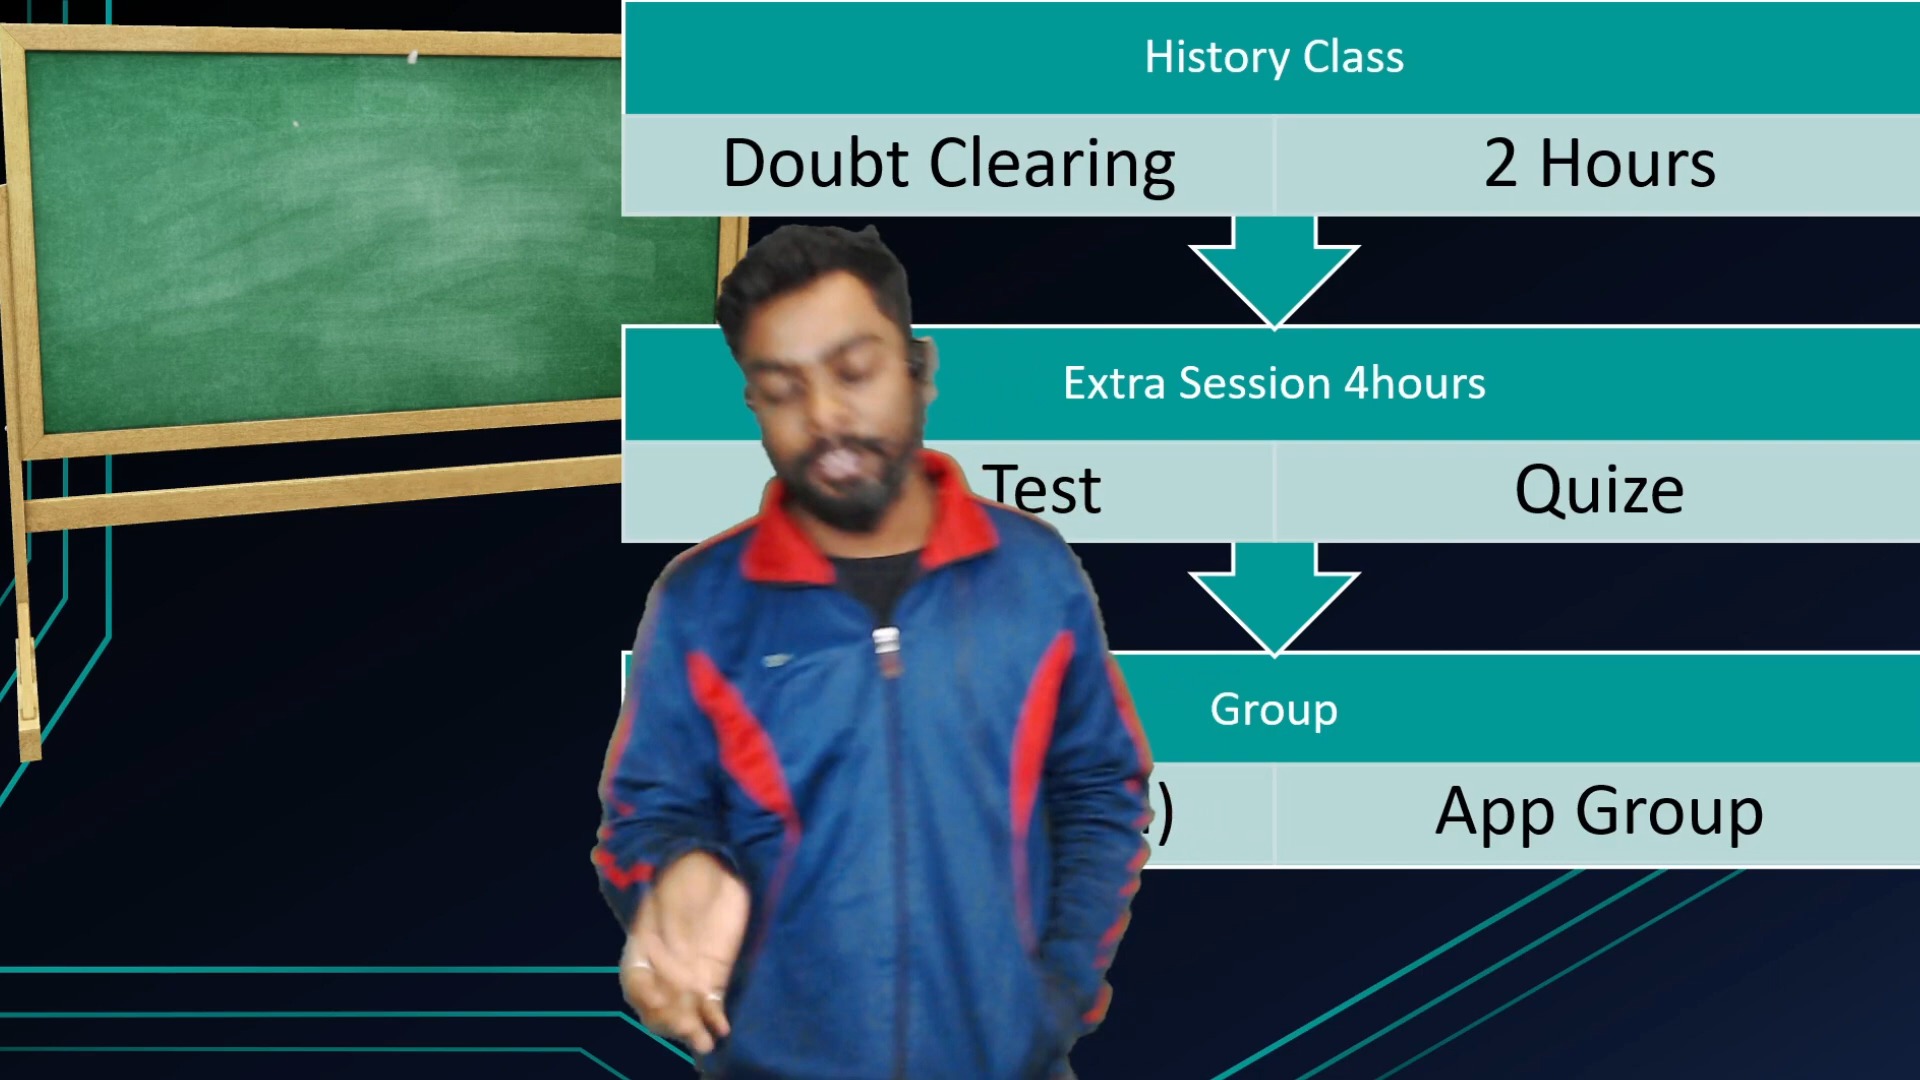 History Class
Doubt Clearing
2 Hours
Extra Session 4hours
Test
Quize
Group
App Group